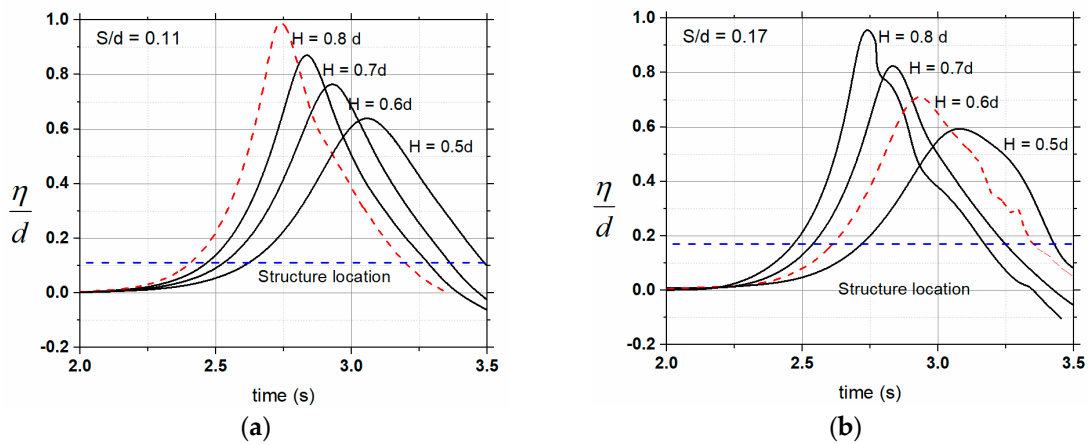 S/d = 0.11
H = 0.8 d
H = 0.7d
H = 0.6d
H = 0.5d
Structure location
1.0
0.8
0.6
0.4
0.2
0.0
-0.2
η/d
2.0 2.5 3.0 3.5
time (s)
(a)
S/d = 0.17
H = 0.8 d
H = 0.7d
H = 0.6d
H = 0.5d
Structure location
1.0
0.8
0.6
0.4
0.2
0.0
-0.2
η/d
2.0 2.5 3.0 3.5
time (s)
(b)